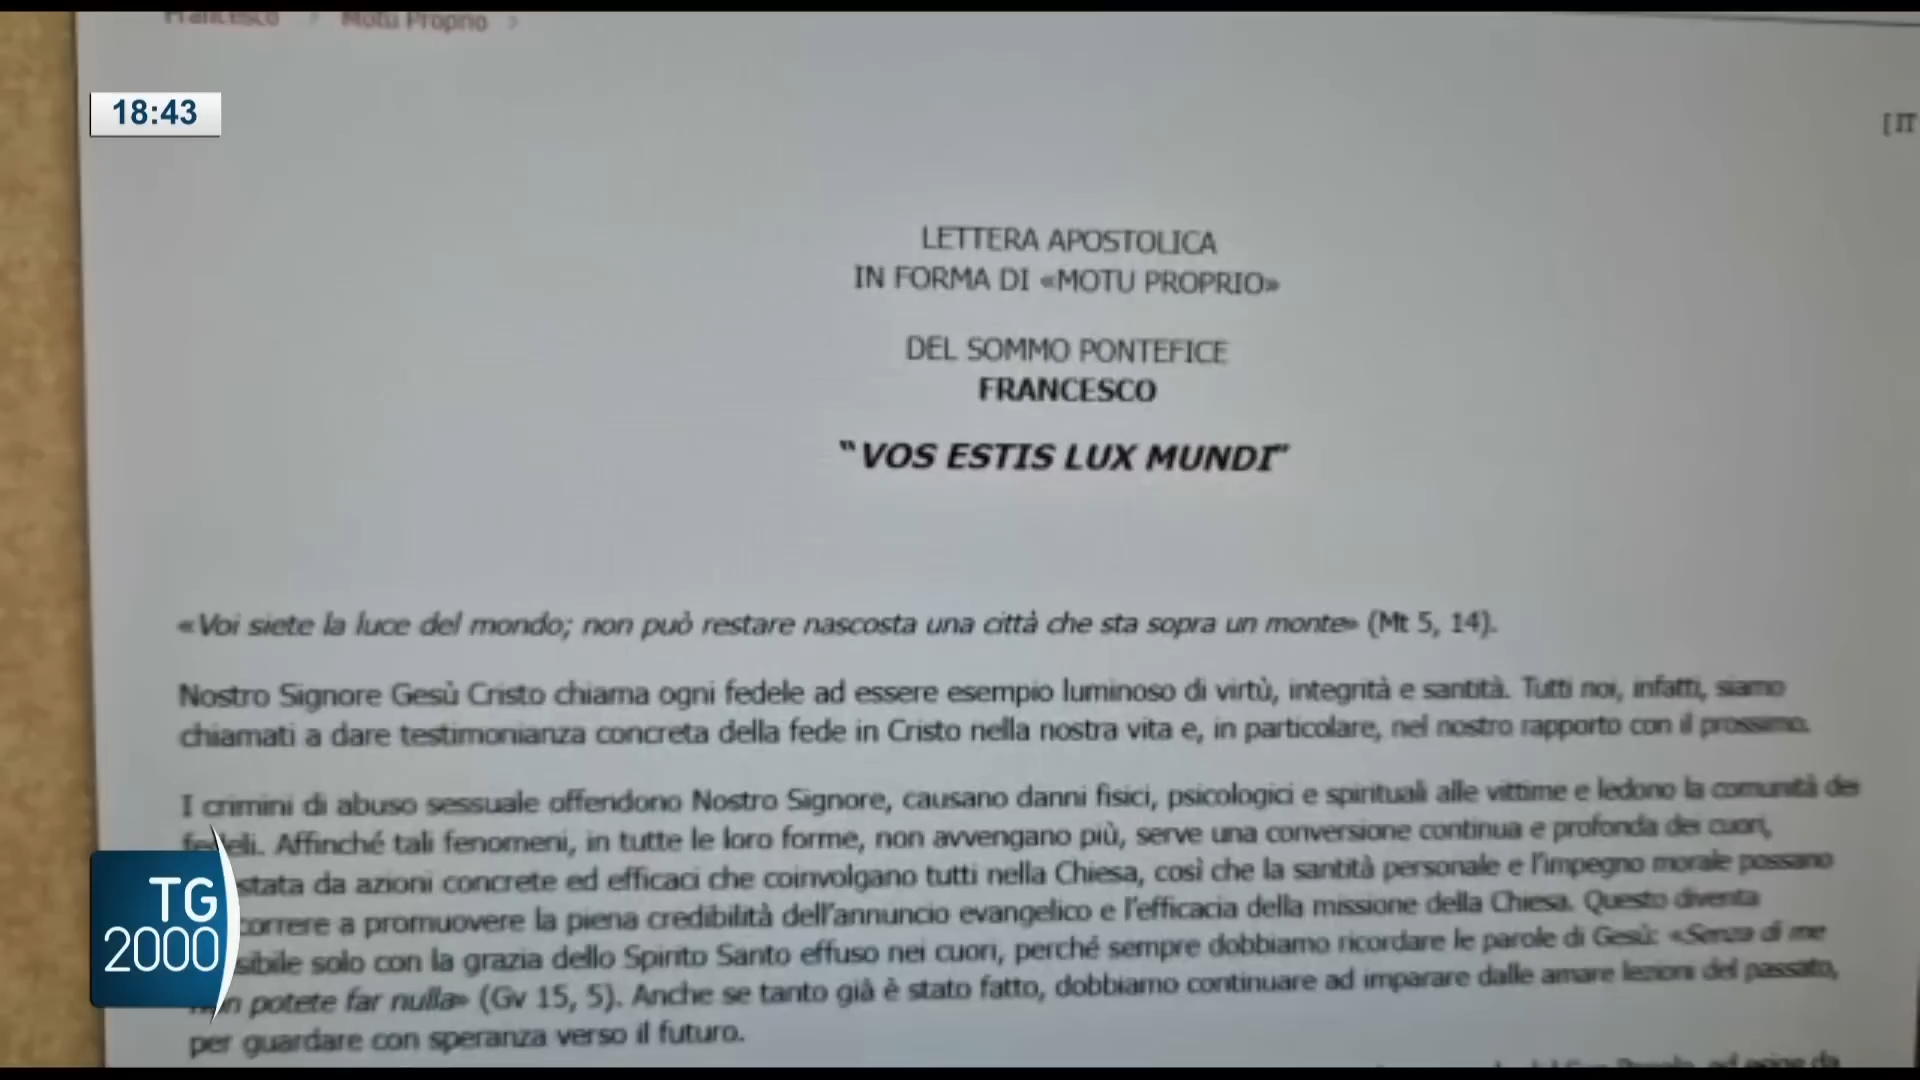 Francesco > Motu Proprio >
18:43
[ IT
LETTERA APOSTOLICA
IN FORMA DI «MOTU PROPRIO»
DEL SOMMO PONTEFICE
FRANCESCO
"VOS ESTIS LUX MUNDI"
«Voi siete la luce del mondo; non può restare nascosta una città che sta sopra un monte» (Mt 5, 14).
Nostro Signore Gesù Cristo chiama ogni fedele ad essere esempio luminoso di virtù, integrità e santità. Tutti noi, infatti, siamo
chiamati a dare testimonianza concreta della fede in Cristo nella nostra vita e, in particolare, nel nostro rapporto con il prossimo.
I crimini di abuso sessuale offendono Nostro Signore, causano danni fisici, psicologici e spirituali alle vittime e ledono la comunità dei
fedeli. Affinché tali fenomeni, in tutte le loro forme, non avvengano più, serve una conversione continua e profonda dei cuori,
stata da azioni concrete ed efficaci che coinvolgano tutti nella Chiesa, così che la santità personale e l'impegno morale possano
correre a promuovere la piena credibilità dell'annuncio evangelico e l'efficacia della missione della Chiesa. Questo diventa
sibile solo con la grazia dello Spirito Santo effuso nei cuori, perché sempre dobbiamo ricordare le parole di Gesù: «Senza di me
non potete far nulla» (Gv 15, 5). Anche se tanto già è stato fatto, dobbiamo continuare ad imparare dalle amare lezioni del passato,
per guardare con speranza verso il futuro.
TG
2000